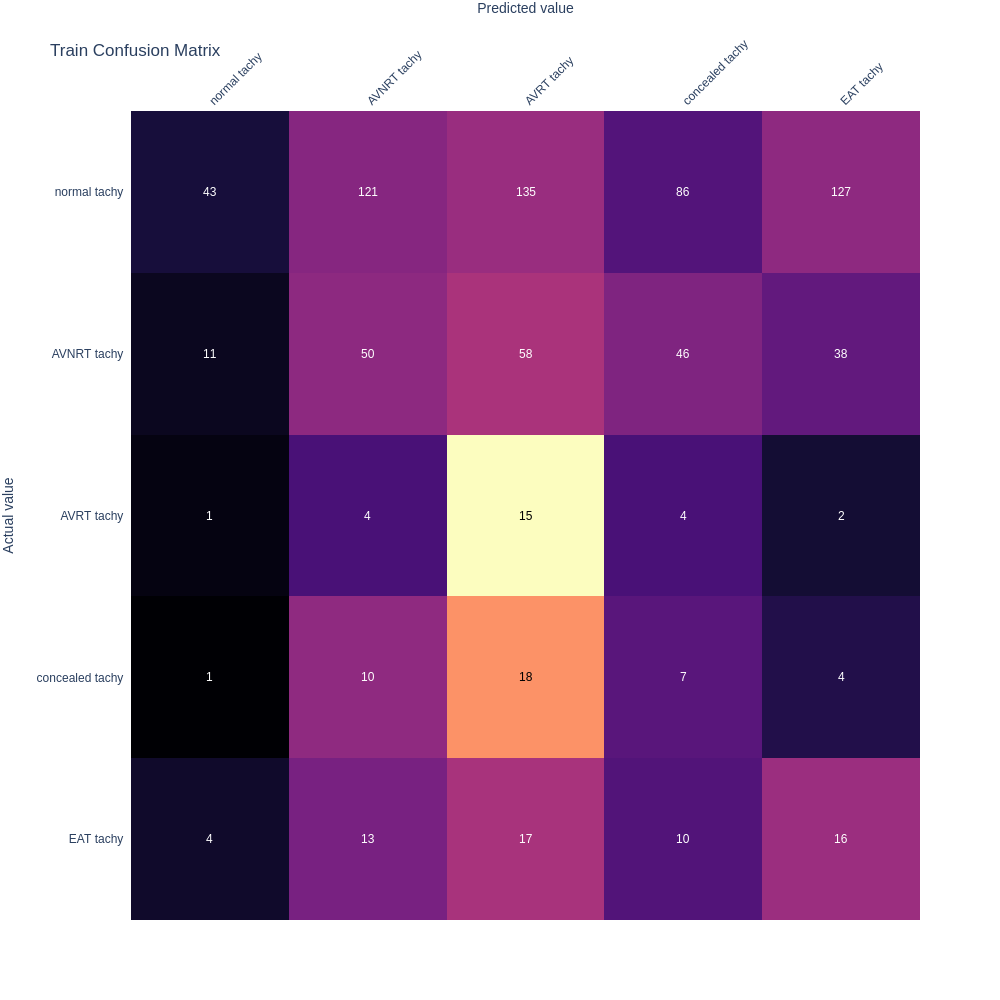 Predicted value
Train Confusion Matrix
normal tachy
AVNRT tachy
AVRT tachy
concealed tachy
EAT tachy
Actual value
normal tachy 43 121 135 86 127
AVNRT tachy 11 50 58 46 38
AVRT tachy 1 4 15 4 2
concealed tachy 1 10 18 7 4
EAT tachy 4 13 17 10 16